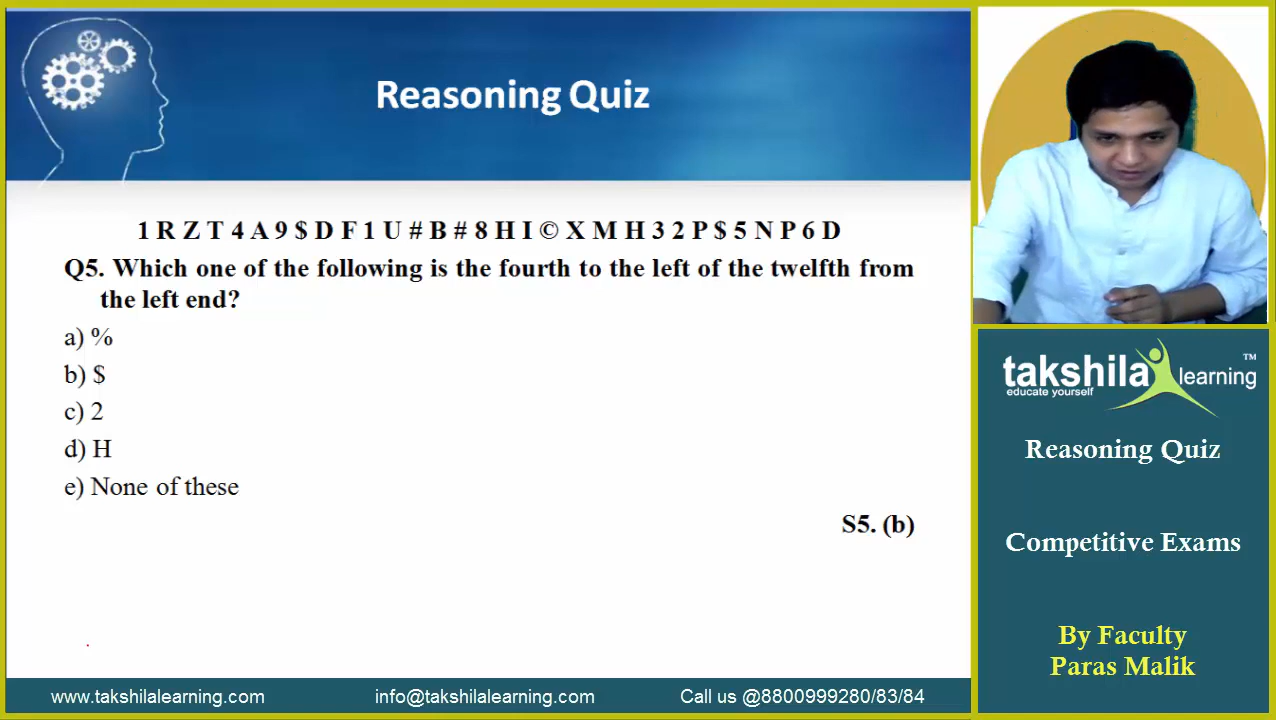 Reasoning Quiz
1 R Z T 4 A 9 $ D F 1 U # B # 8 H I © X M H 3 2 P $ 5 N P 6 D
Q5. Which one of the following is the fourth to the left of the twelfth from
the left end?
a) %
b) $
c) 2
d) H
e) None of these
S5. (b)
www.takshilalearning.com
info@takshilalearning.com
Call us @8800999280/83/84
takshila learning ™
educate yourself
Reasoning Quiz
Competitive Exams
By Faculty
Paras Malik